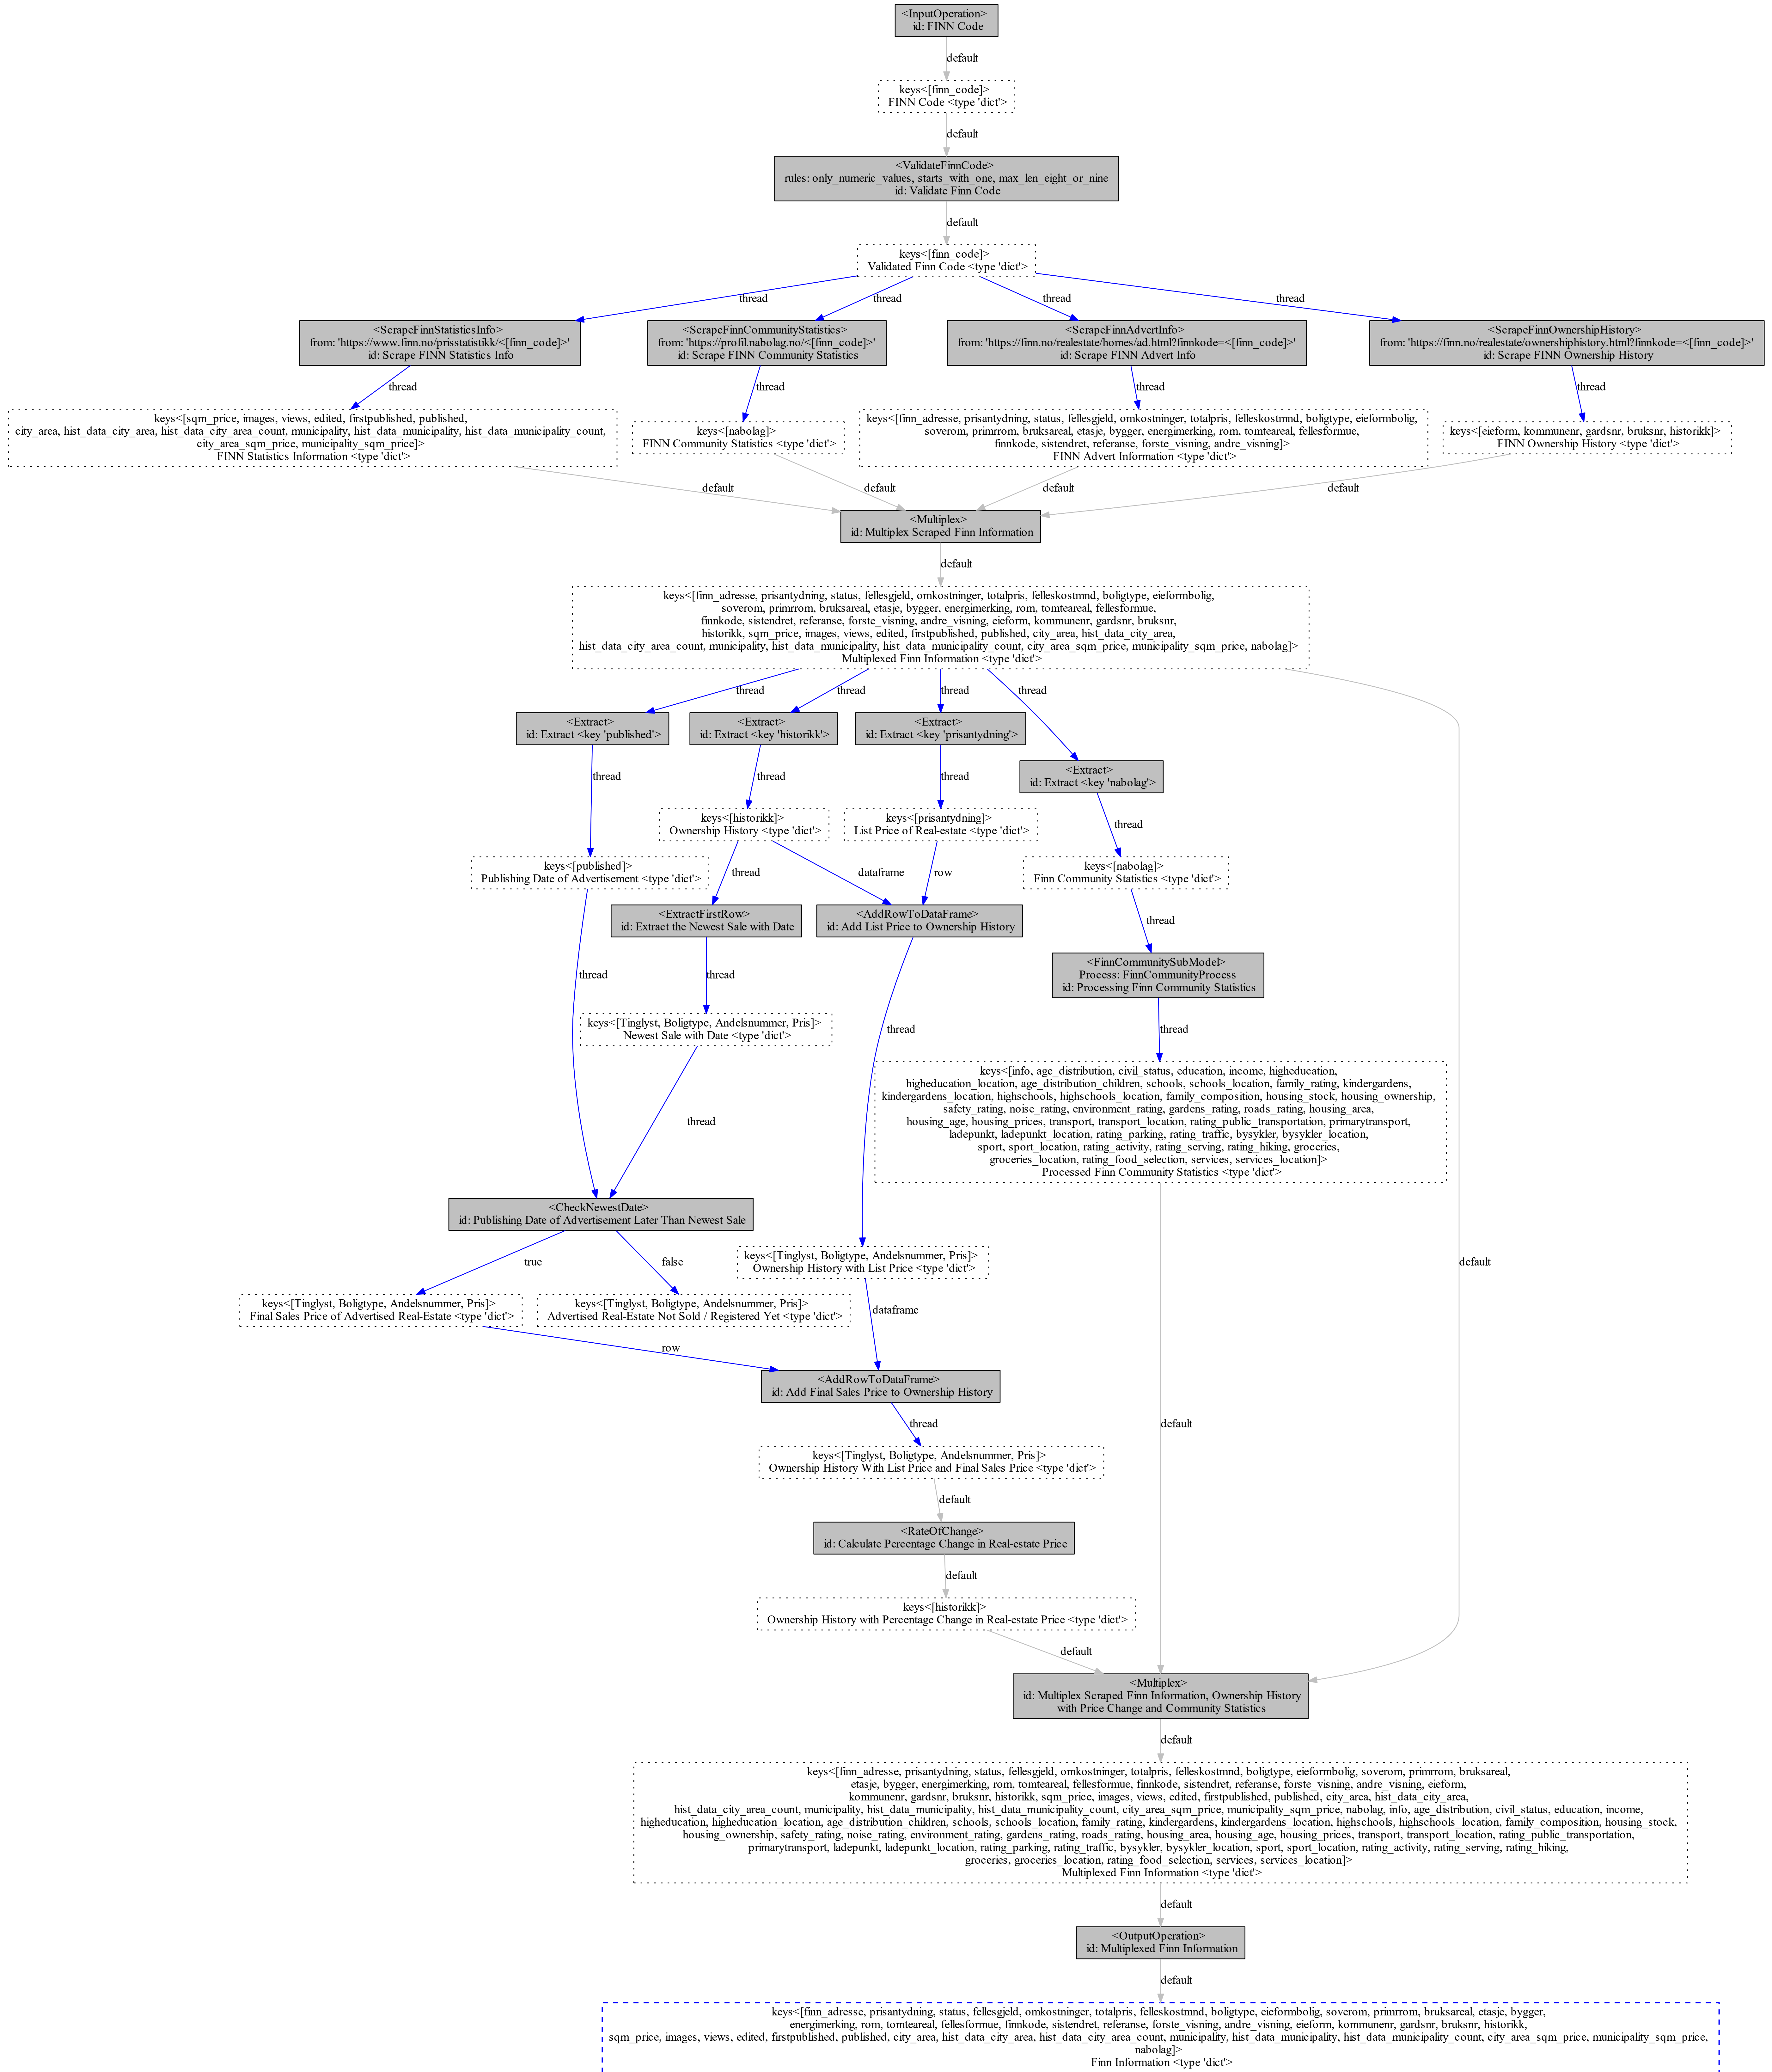 <InputOperation>
id: FINN Code
default
keys<[finn_code]>
FINN Code <type 'dict'>
default
<ValidateFinnCode>
rules: only_numeric_values, starts_with_one, max_len_eight_or_nine
id: Validate Finn Code
default
keys<[finn_code]>
Validated Finn Code <type 'dict'>
thread
thread
thread
thread
<ScrapeFinnStatisticsInfo>
from: 'https://www.finn.no/prisstatistikk/<[finn_code]>'
id: Scrape FINN Statistics Info
<ScrapeFinnCommunityStatistics>
from: 'https://profil.nabolag.no/<[finn_code]>'
id: Scrape FINN Community Statistics
<ScrapeFinnAdvertInfo>
from: 'https://finn.no/realestate/homes/ad.html?finnkode=<[finn_code]>'
id: Scrape FINN Advert Info
<ScrapeFinnOwnershipHistory>
from: 'https://finn.no/realestate/ownershiphistory.html?finnkode=<[finn_code]>'
id: Scrape FINN Ownership History
thread
thread
thread
thread
keys<[sqm_price, images, views, edited, firstpublished, published,
city_area, hist_data_city_area, hist_data_city_area_count, municipality, hist_data_municipality, hist_data_municipality_count,
city_area_sqm_price, municipality_sqm_price]>
FINN Statistics Information <type 'dict'>
keys<[nabolag]>
FINN Community Statistics <type 'dict'>
keys<[finn_adresse, prisantydning, status, fellesgjeld, omkostninger, totalpris, felleskostmnd, boligtype, eieformbolig,
soverom, primrrom, bruksareal, etasje, bygger, energimerking, rom, tomteareal, fellesformue,
finnkode, sistendret, referanse, forste_visning, andre_visning]>
FINN Advert Information <type 'dict'>
keys<[eieform, kommunenr, gardsnr, bruksnr, historikk]>
FINN Ownership History <type 'dict'>
default
default
default
default
<Multiplex>
id: Multiplex Scraped Finn Information
default
keys<[finn_adresse, prisantydning, status, fellesgjeld, omkostninger, totalpris, felleskostmnd, boligtype, eieformbolig,
soverom, primrrom, bruksareal, etasje, bygger, energimerking, rom, tomteareal, fellesformue,
finnkode, sistendret, referanse, forste_visning, andre_visning, eieform, kommunenr, gardsnr, bruksnr,
historikk, sqm_price, images, views, edited, firstpublished, published, city_area, hist_data_city_area,
hist_data_city_area_count, municipality, hist_data_municipality, hist_data_municipality_count, city_area_sqm_price, municipality_sqm_price, nabolag]>
Multiplexed Finn Information <type 'dict'>
thread
thread
thread
thread
<Extract>
id: Extract <key 'published'>
<Extract>
id: Extract <key 'historikk'>
<Extract>
id: Extract <key 'prisantydning'>
<Extract>
id: Extract <key 'nabolag'>
thread
thread
thread
thread
keys<[historikk]>
Ownership History <type 'dict'>
keys<[prisantydning]>
List Price of Real-estate <type 'dict'>
keys<[published]>
Publishing Date of Advertisement <type 'dict'>
keys<[nabolag]>
Finn Community Statistics <type 'dict'>
thread
dataframe
row
thread
<ExtractFirstRow>
id: Extract the Newest Sale with Date
<AddRowToDataFrame>
id: Add List Price to Ownership History
<FinnCommunitySubModel>
Process: FinnCommunityProcess
id: Processing Finn Community Statistics
thread
thread
thread
thread
keys<[Tinglyst, Boligtype, Andelsnummer, Pris]>
Newest Sale with Date <type 'dict'>
keys<[info, age_distribution, civil_status, education, income, higheducation,
higheducation_location, age_distribution_children, schools, schools_location, family_rating, kindergardens,
kindergardens_location, highschools, highschools_location, family_composition, housing_stock, housing_ownership,
safety_rating, noise_rating, environment_rating, gardens_rating, roads_rating, housing_area,
housing_age, housing_prices, transport, transport_location, rating_public_transportation, primarytransport,
ladepunkt, ladepunkt_location, rating_parking, rating_traffic, bysykler, bysykler_location,
sport, sport_location, rating_activity, rating_serving, rating_hiking, groceries,
groceries_location, rating_food_selection, services, services_location]>
Processed Finn Community Statistics <type 'dict'>
thread
<CheckNewestDate>
id: Publishing Date of Advertisement Later Than Newest Sale
true
false
default
keys<[Tinglyst, Boligtype, Andelsnummer, Pris]>
Ownership History with List Price <type 'dict'>
keys<[Tinglyst, Boligtype, Andelsnummer, Pris]>
Final Sales Price of Advertised Real-Estate <type 'dict'>
keys<[Tinglyst, Boligtype, Andelsnummer, Pris]>
Advertised Real-Estate Not Sold / Registered Yet <type 'dict'>
dataframe
row
<AddRowToDataFrame>
id: Add Final Sales Price to Ownership History
thread
default
keys<[Tinglyst, Boligtype, Andelsnummer, Pris]>
Ownership History With List Price and Final Sales Price <type 'dict'>
default
<RateOfChange>
id: Calculate Percentage Change in Real-estate Price
default
keys<[historikk]>
Ownership History with Percentage Change in Real-estate Price <type 'dict'>
default
<Multiplex>
id: Multiplex Scraped Finn Information, Ownership History
with Price Change and Community Statistics
default
keys<[finn_adresse, prisantydning, status, fellesgjeld, omkostninger, totalpris, felleskostmnd, boligtype, eieformbolig, soverom, primrrom, bruksareal,
etasje, bygger, energimerking, rom, tomteareal, fellesformue, finnkode, sistendret, referanse, forste_visning, andre_visning, eieform,
kommunenr, gardsnr, bruksnr, historikk, sqm_price, images, views, edited, firstpublished, published, city_area, hist_data_city_area,
hist_data_city_area_count, municipality, hist_data_municipality, hist_data_municipality_count, city_area_sqm_price, municipality_sqm_price, nabolag, info, age_distribution, civil_status, education, income,
higheducation, higheducation_location, age_distribution_children, schools, schools_location, family_rating, kindergardens, kindergardens_location, highschools, highschools_location, family_composition, housing_stock,
housing_ownership, safety_rating, noise_rating, environment_rating, gardens_rating, roads_rating, housing_area, housing_age, housing_prices, transport, transport_location, rating_public_transportation,
primarytransport, ladepunkt, ladepunkt_location, rating_parking, rating_traffic, bysykler, bysykler_location, sport, sport_location, rating_activity, rating_serving, rating_hiking,
groceries, groceries_location, rating_food_selection, services, services_location]>
Multiplexed Finn Information <type 'dict'>
default
<OutputOperation>
id: Multiplexed Finn Information
default
keys<[finn_adresse, prisantydning, status, fellesgjeld, omkostninger, totalpris, felleskostmnd, boligtype, eieformbolig, soverom, primrrom, bruksareal, etasje, bygger,
energimerking, rom, tomteareal, fellesformue, finnkode, sistendret, referanse, forste_visning, andre_visning, eieform, kommunenr, gardsnr, bruksnr, historikk,
sqm_price, images, views, edited, firstpublished, published, city_area, hist_data_city_area, hist_data_city_area_count, municipality, hist_data_municipality, hist_data_municipality_count, city_area_sqm_price, municipality_sqm_price,
nabolag]>
Finn Information <type 'dict'>